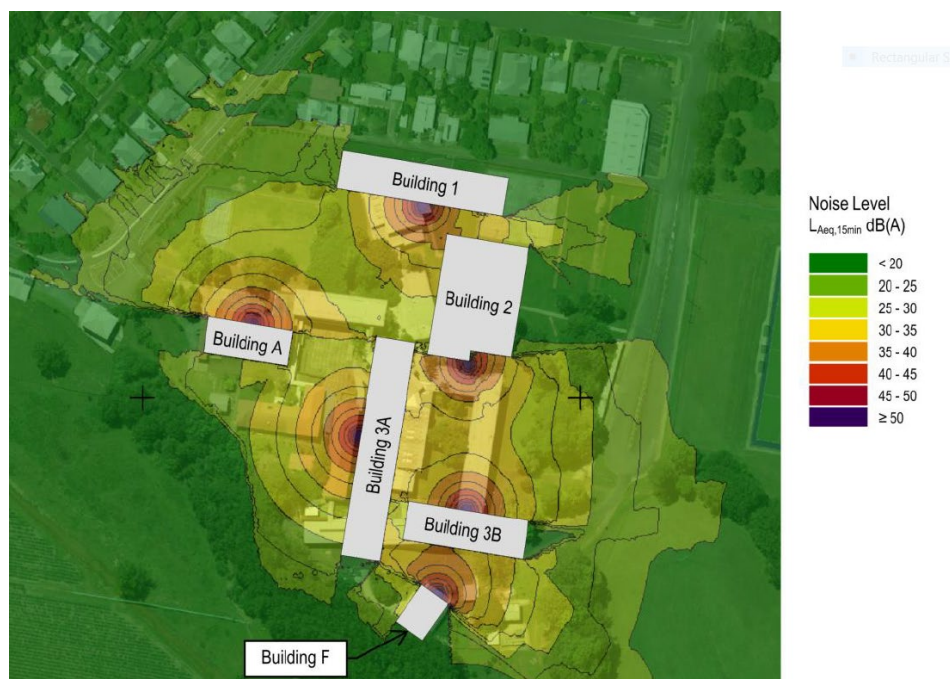 Rectangular S
Building 1
Noise Level
LAeq,15min dB(A)
< 20
20 - 25
25 - 30
30 - 35
35 - 40
40 - 45
45 - 50
≥ 50
Building 2
Building A
Building 3A
Building 3B
Building F